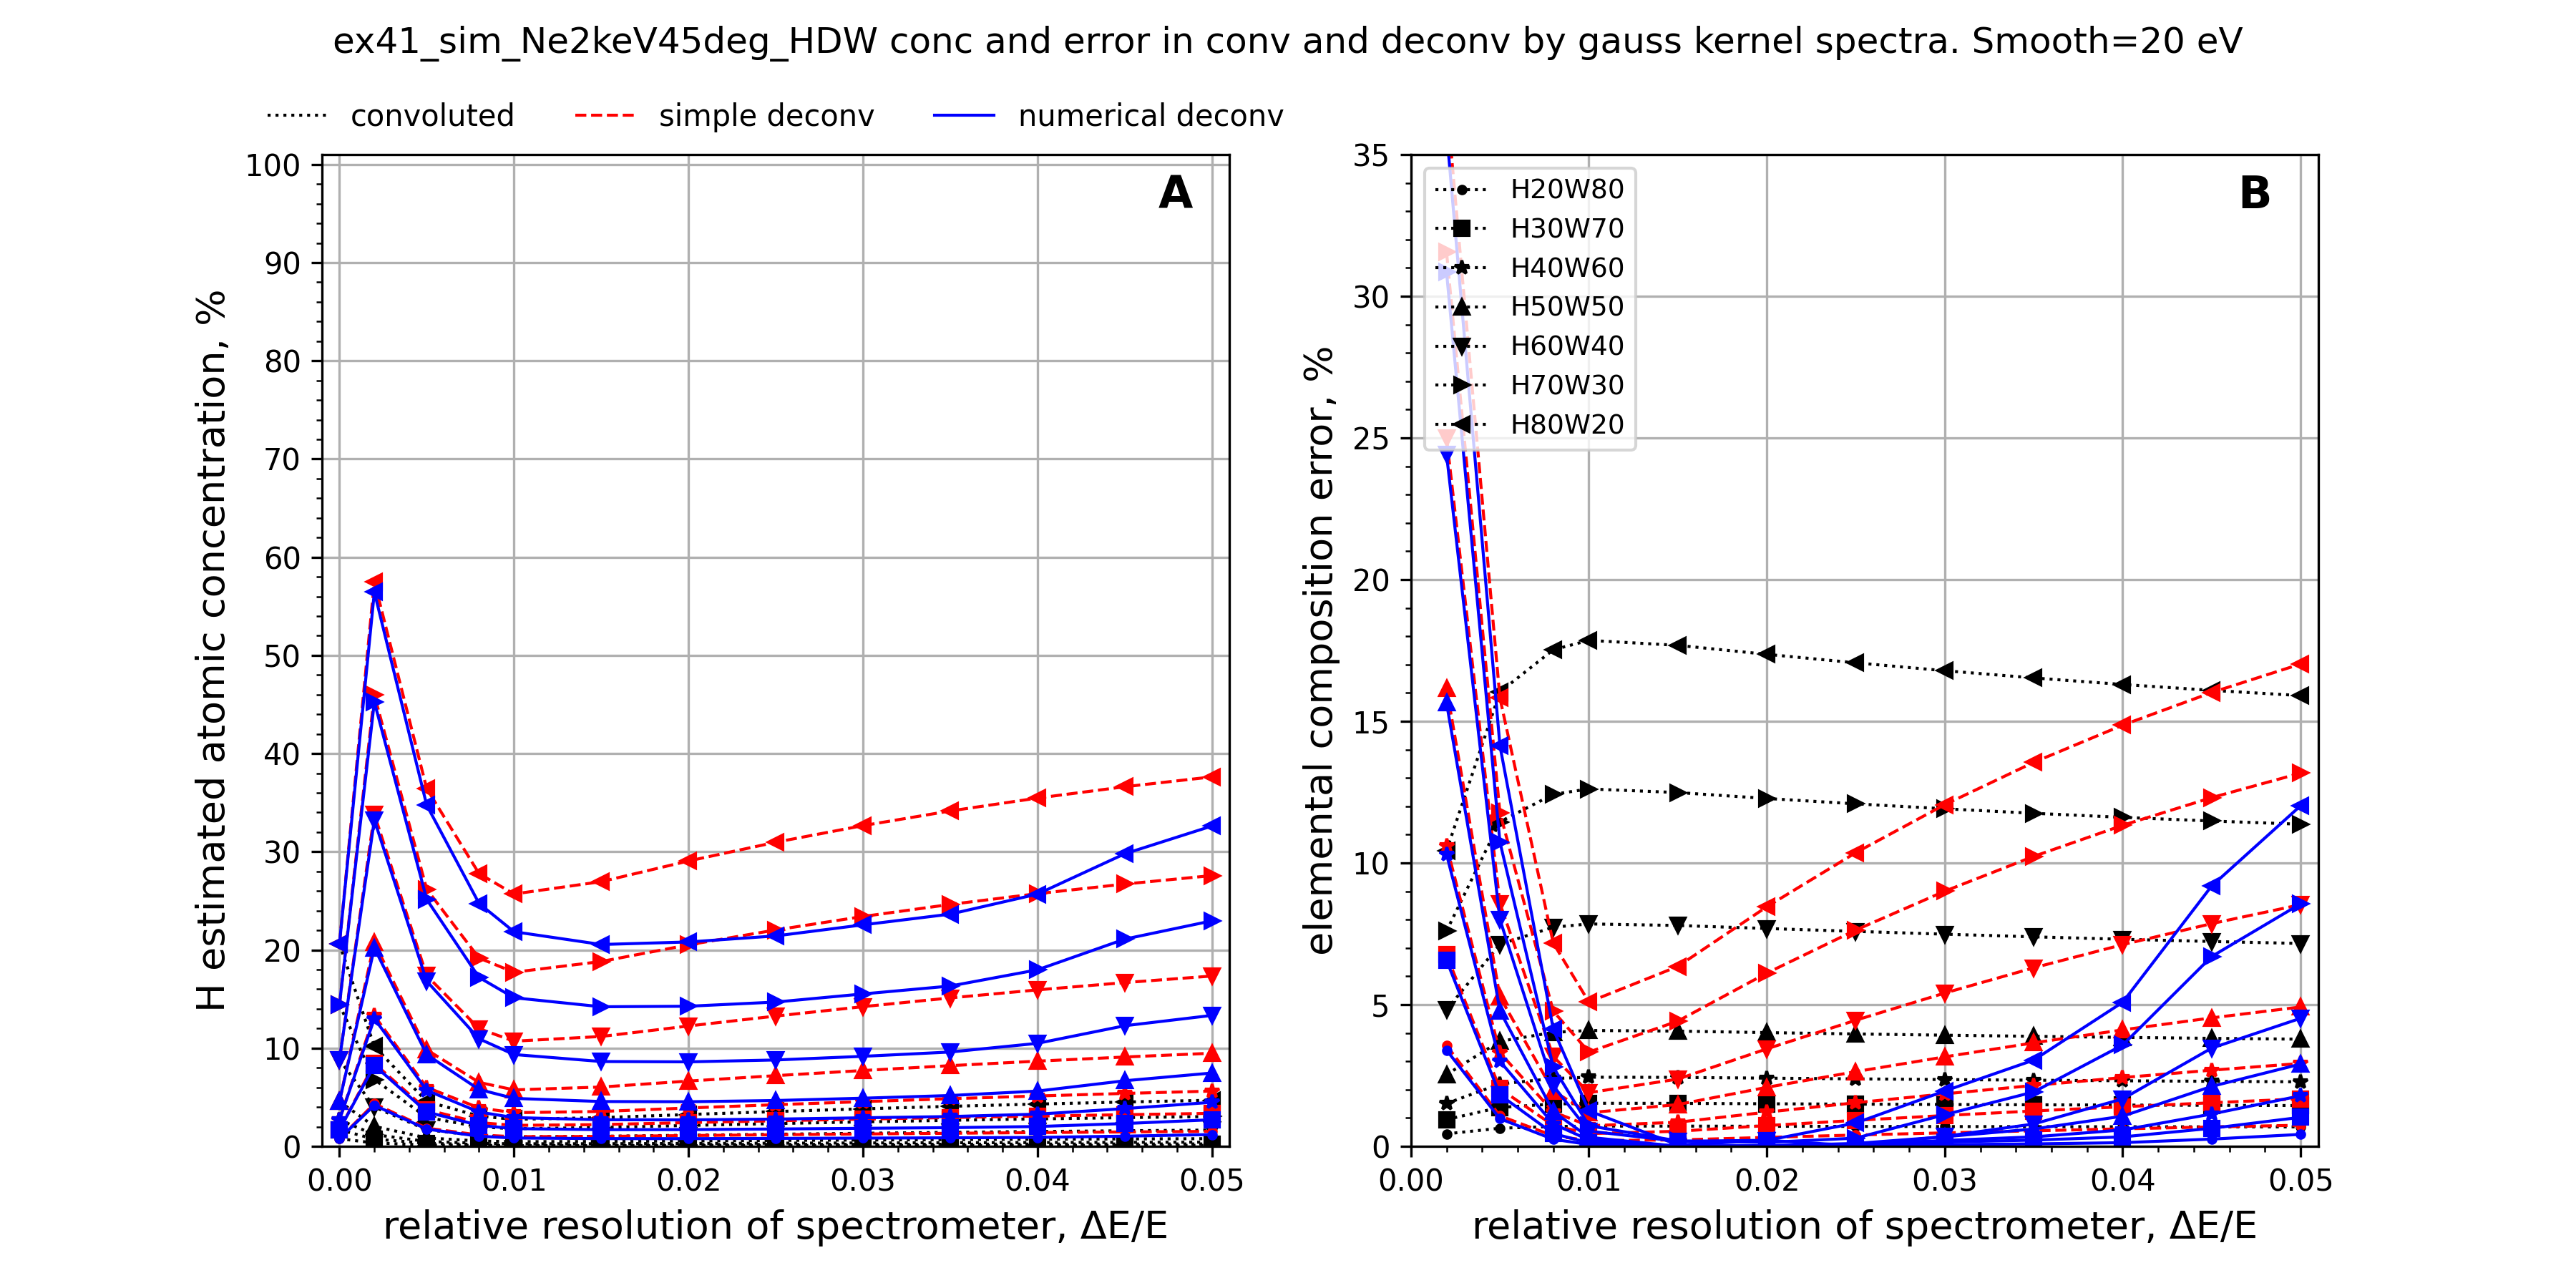 ex41_sim_Ne2keV45deg_HDW conc and error in conv and deconv by gauss kernel spectra. Smooth=20 eV
convoluted simple deconv numerical deconv
A
H estimated atomic concentration, %
100
90
80
70
60
50
40
30
20
10
0
0.00 0.01 0.02 0.03 0.04 0.05
relative resolution of spectrometer, ΔE/E
B
H20W80
H30W70
H40W60
H50W50
H60W40
H70W30
H80W20
elemental composition error, %
35
30
25
20
15
10
5
0
0.00 0.01 0.02 0.03 0.04 0.05
relative resolution of spectrometer, ΔE/E